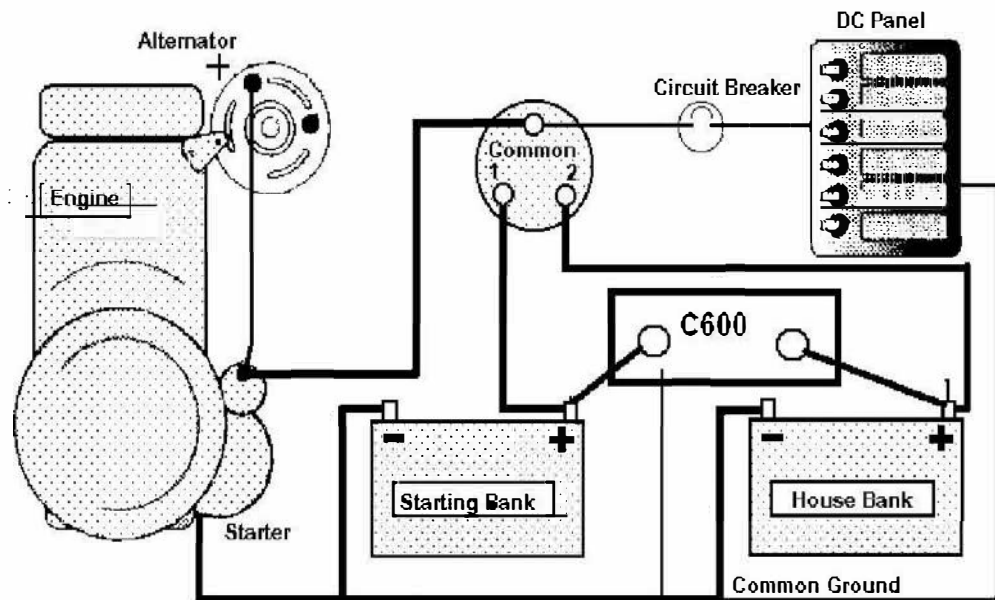 DC Panel
Alternator
+
Circuit Breaker
Common
1 2
Engine
C600
- +
- +
Starting Bank
House Bank
Starter
Common Ground